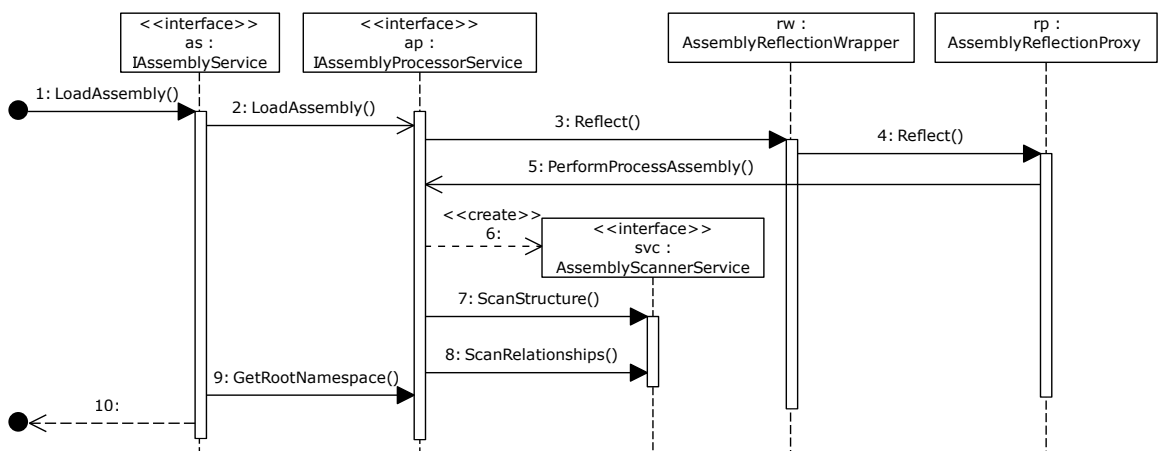 <<interface>>
as :
IAssemblyService
<<interface>>
ap :
IAssemblyProcessorService
rw :
AssemblyReflectionWrapper
rp :
AssemblyReflectionProxy
1: LoadAssembly()
2: LoadAssembly()
3: Reflect()
4: Reflect()
5: PerformProcessAssembly()
<<create>>
6:
<<interface>>
svc :
AssemblyScannerService
7: ScanStructure()
8: ScanRelationships()
9: GetRootNamespace()
10: